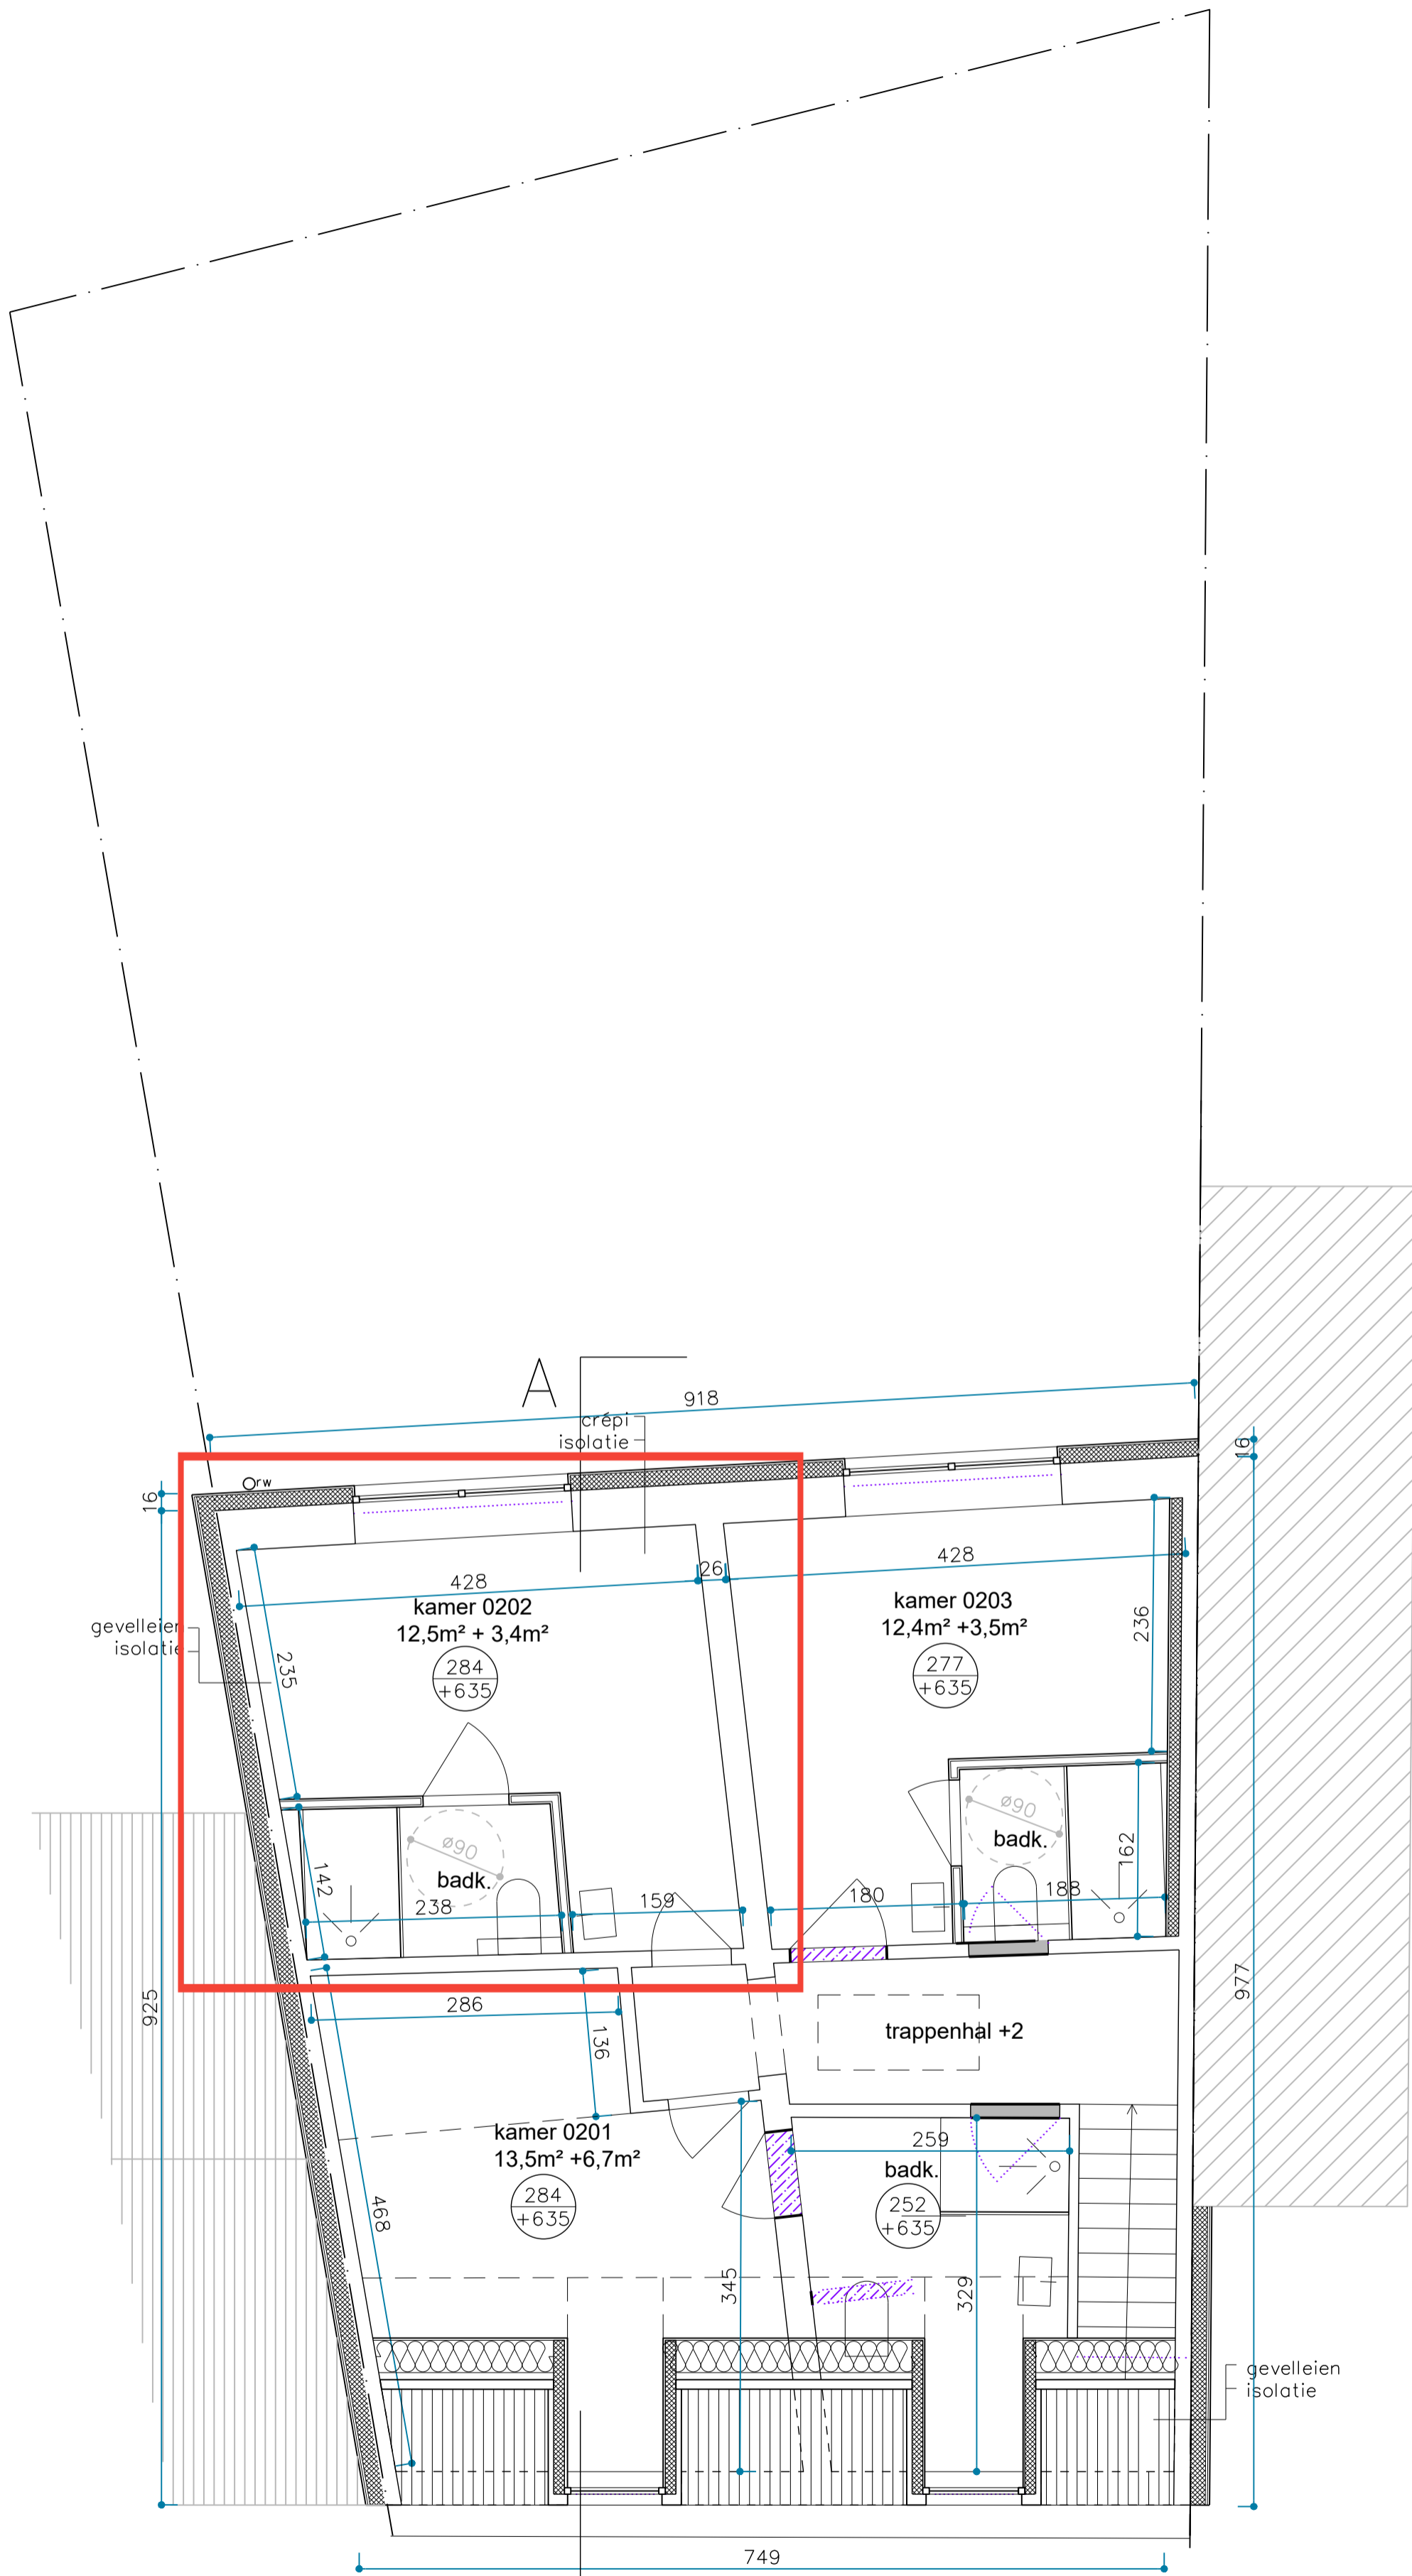 918
A
crépi
isolatie
16
rw
16
428
26
428
kamer 0202
12,5m² + 3,4m²
284
+635
kamer 0203
12,4m² +3,5m²
277
+635
236
gevelleien
isolatie
235
ø90
badk.
142
238
159
ø90
badk.
162
180
188
925
977
286
136
trappenhal +2
kamer 0201
13,5m² +6,7m²
284
+635
259
badk.
252
+635
468
345
329
gevelleien
isolatie
749